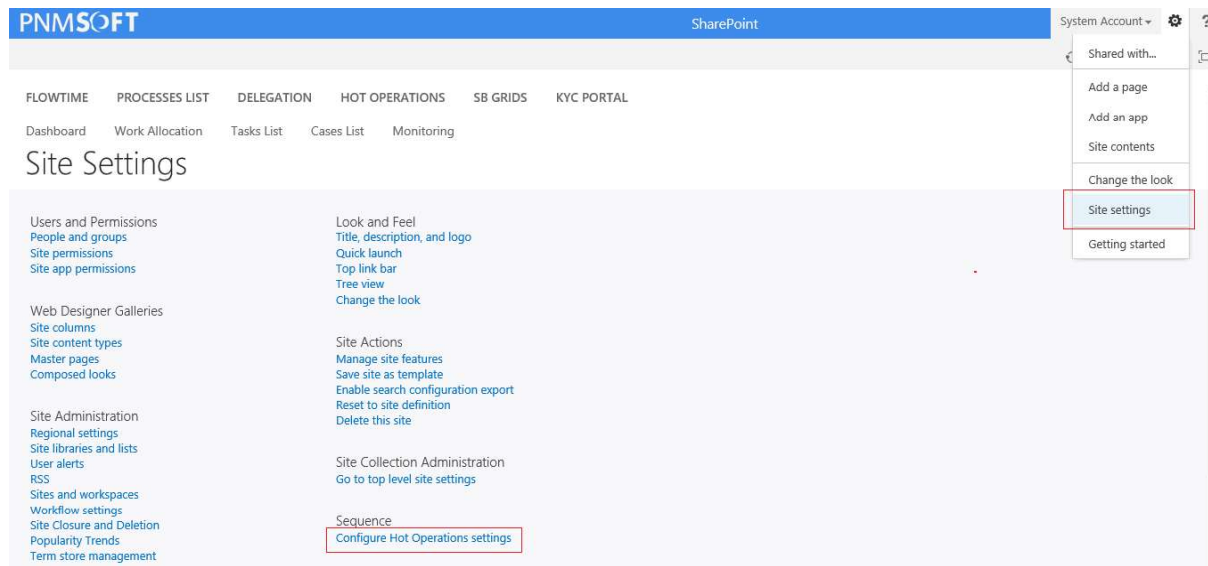 PNMSOFT
SharePoint
System Account
?
Shared with...
Add a page
Add an app
Site contents
Change the look
Site settings
Getting started
FLOWTIME PROCESSES LIST DELEGATION HOT OPERATIONS SB GRIDS KYC PORTAL
Dashboard Work Allocation Tasks List Cases List Monitoring
Site Settings
Users and Permissions
People and groups
Site permissions
Site app permissions
Web Designer Galleries
Site columns
Site content types
Master pages
Composed looks
Site Administration
Regional settings
Site libraries and lists
User alerts
RSS
Sites and workspaces
Workflow settings
Site Closure and Deletion
Popularity Trends
Term store management
Look and Feel
Title, description, and logo
Quick launch
Top link bar
Tree view
Change the look
Site Actions
Manage site features
Save site as template
Enable search configuration export
Reset to site definition
Delete this site
Site Collection Administration
Go to top level site settings
Sequence
Configure Hot Operations settings